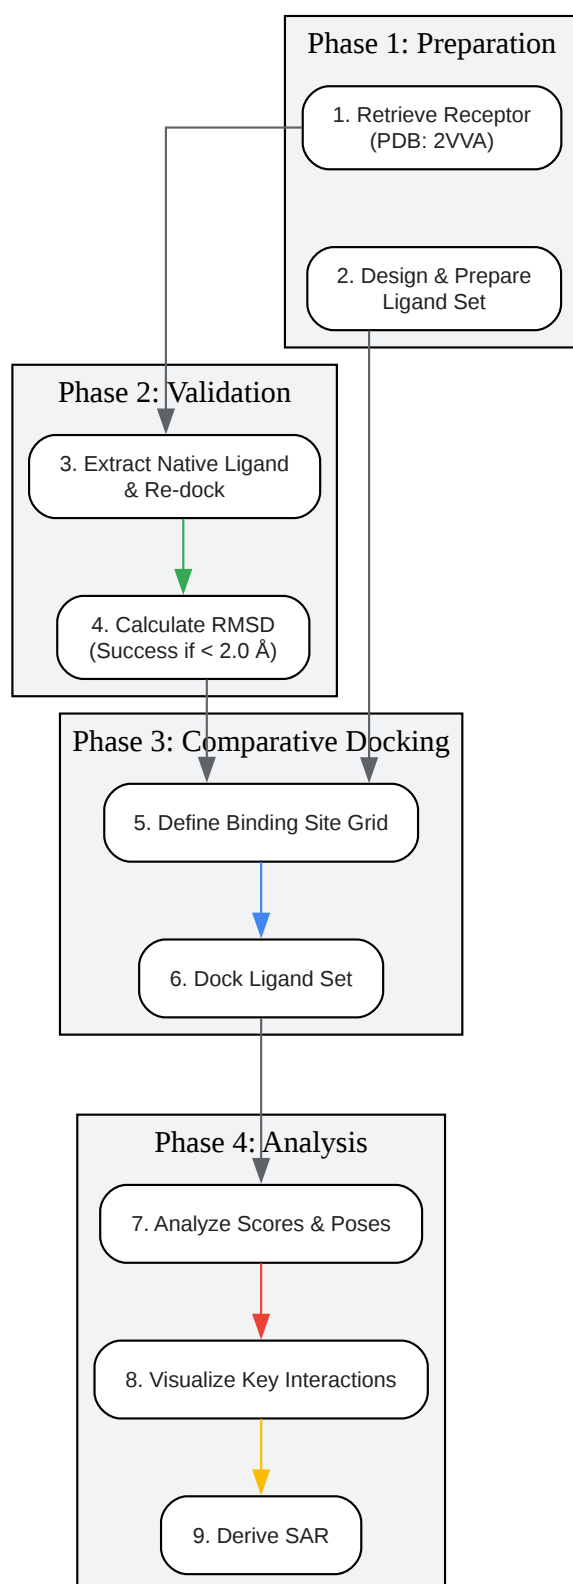 Phase 1: Preparation
1. Retrieve Receptor
(PDB: 2VVA)
2. Design & Prepare
Ligand Set
Phase 2: Validation
3. Extract Native Ligand
& Re-dock
4. Calculate RMSD
(Success if < 2.0 Å)
Phase 3: Comparative Docking
5. Define Binding Site Grid
6. Dock Ligand Set
Phase 4: Analysis
7. Analyze Scores & Poses
8. Visualize Key Interactions
9. Derive SAR